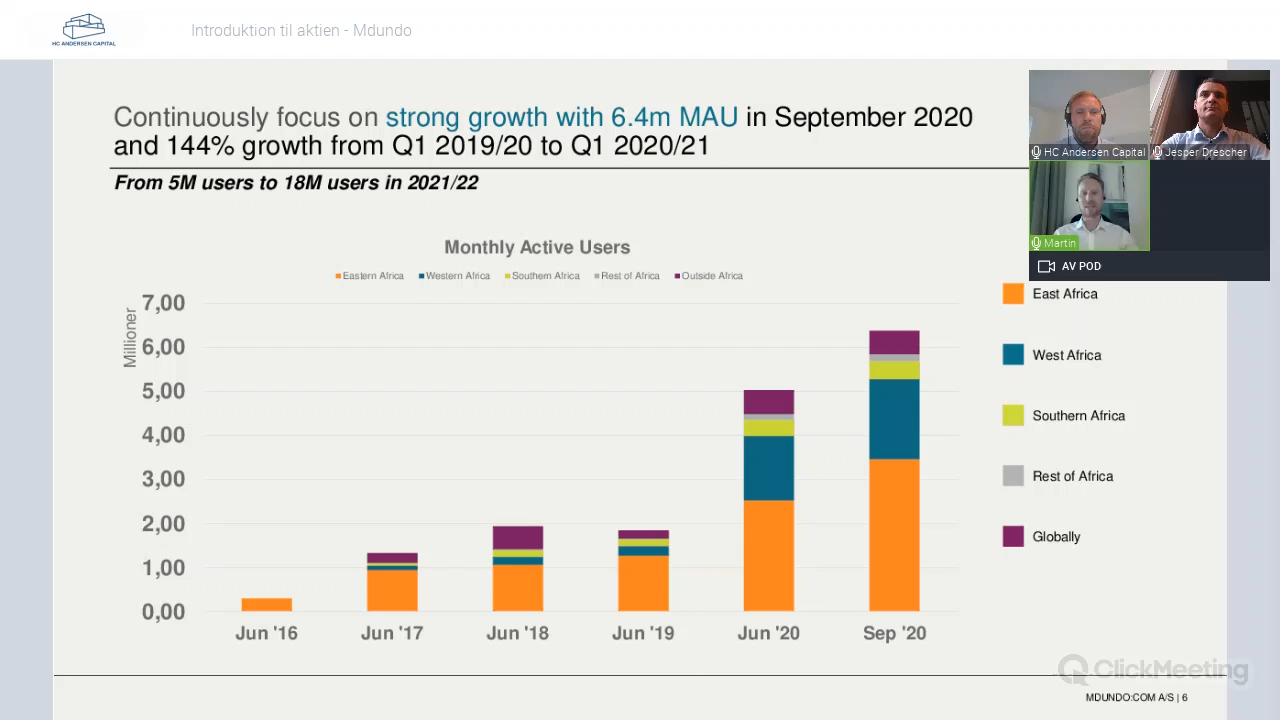 HC ANDERSEN CAPITAL
Introduktion til aktien - Mdundo
Continuously focus on strong growth with 6.4m MAU in September 2020
and 144% growth from Q1 2019/20 to Q1 2020/21
From 5M users to 18M users in 2021/22
HC Andersen Capital
Jesper Drescher
Martin
AV POD
Monthly Active Users
Eastern Africa
Western Africa
Southern Africa
Rest of Africa
Outside Africa
Millioner
7,00
6,00
5,00
4,00
3,00
2,00
1,00
0,00
Jun '16
Jun '17
Jun '18
Jun '19
Jun '20
Sep '20
East Africa
West Africa
Southern Africa
Rest of Africa
Globally
ClickMeeting
MDUNDO:COM A/S | 6